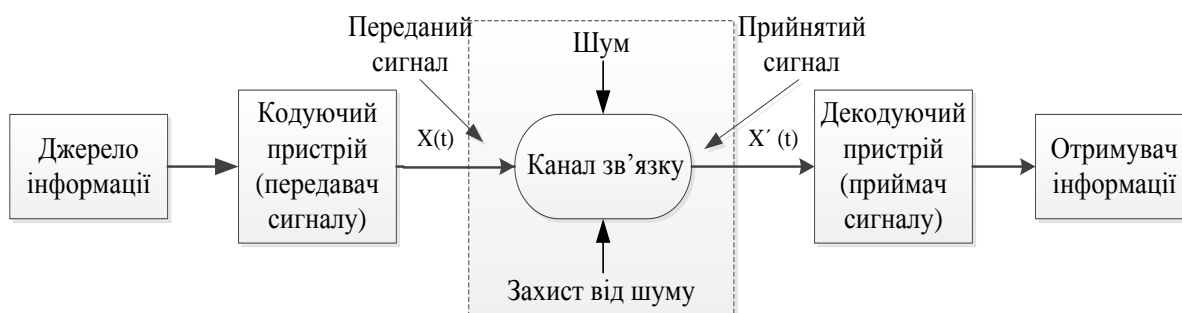 Переданий
сигнал
Шум
Прийнятий
сигнал
Джерело
інформації
Кодуючий
пристрій
(передавач
сигналу)
X(t)
Канал зв’язку
X´ (t)
Декодуючий
пристрій
(приймач
сигналу)
Отримувач
інформації
Захист від шуму